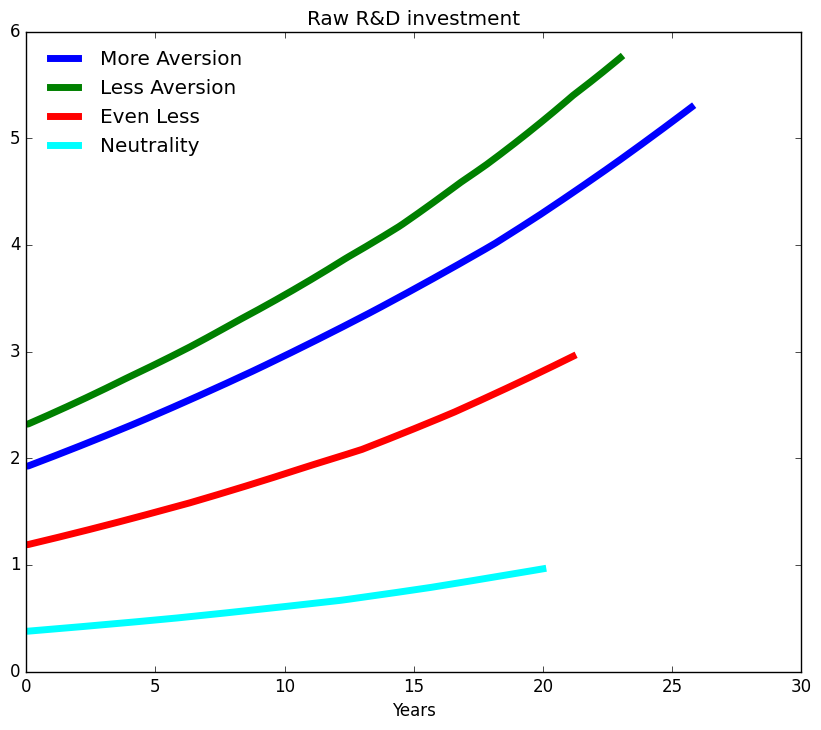 Raw R&D investment
6
5
4
3
2
1
0
More Aversion
Less Aversion
Even Less
Neutrality
0 5 10 15 20 25 30
Years